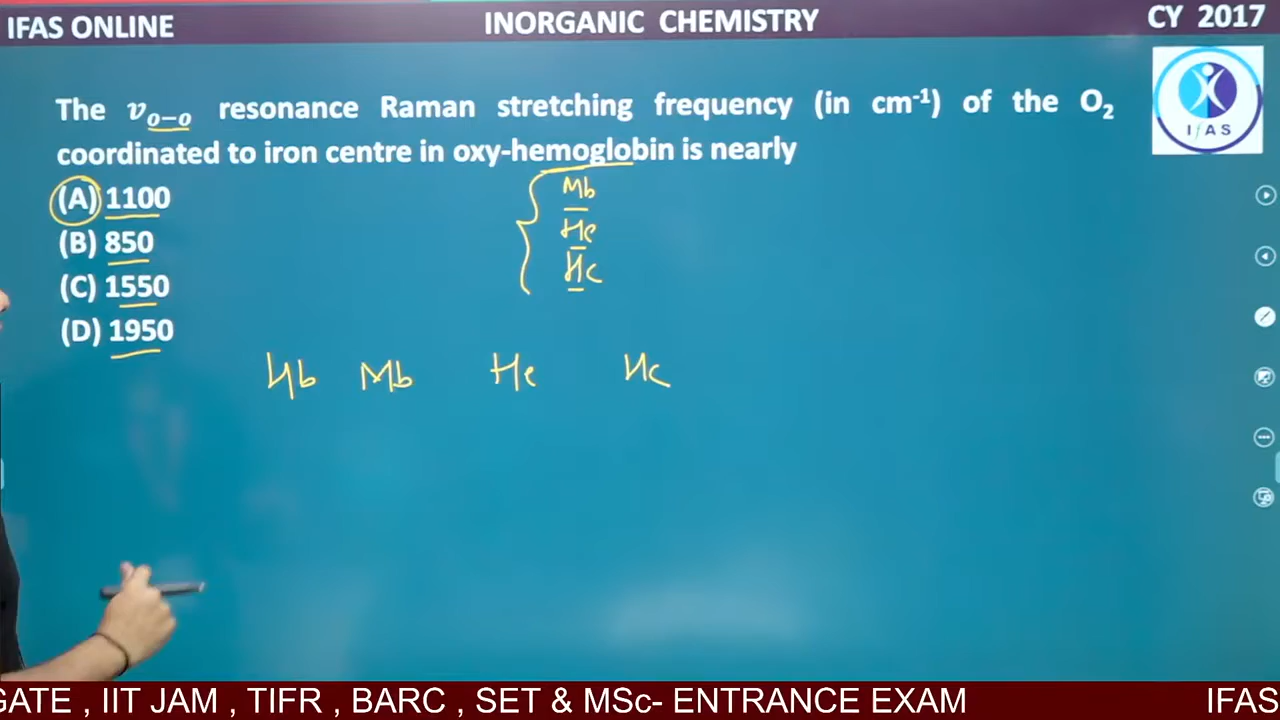 IFAS ONLINE INORGANIC CHEMISTRY CY 2017
IfAS
The ν₀₋₀ resonance Raman stretching frequency (in cm⁻¹) of the O₂
coordinated to iron centre in oxy-hemoglobin is nearly
(A) 1100
(B) 850
(C) 1550
(D) 1950
Mb
He
Hc
Hb Mb He Hc
GATE , IIT JAM , TIFR , BARC , SET & MSc- ENTRANCE EXAM IFAS